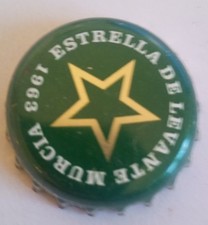 ESTRELLA DE LEVANTE MURCIA 1963